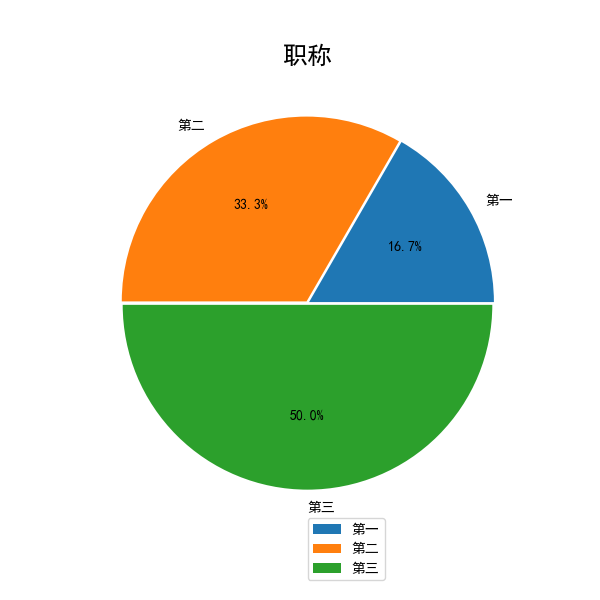 职称
第二
第一
33.3%
16.7%
50.0%
第三
第一
第二
第三